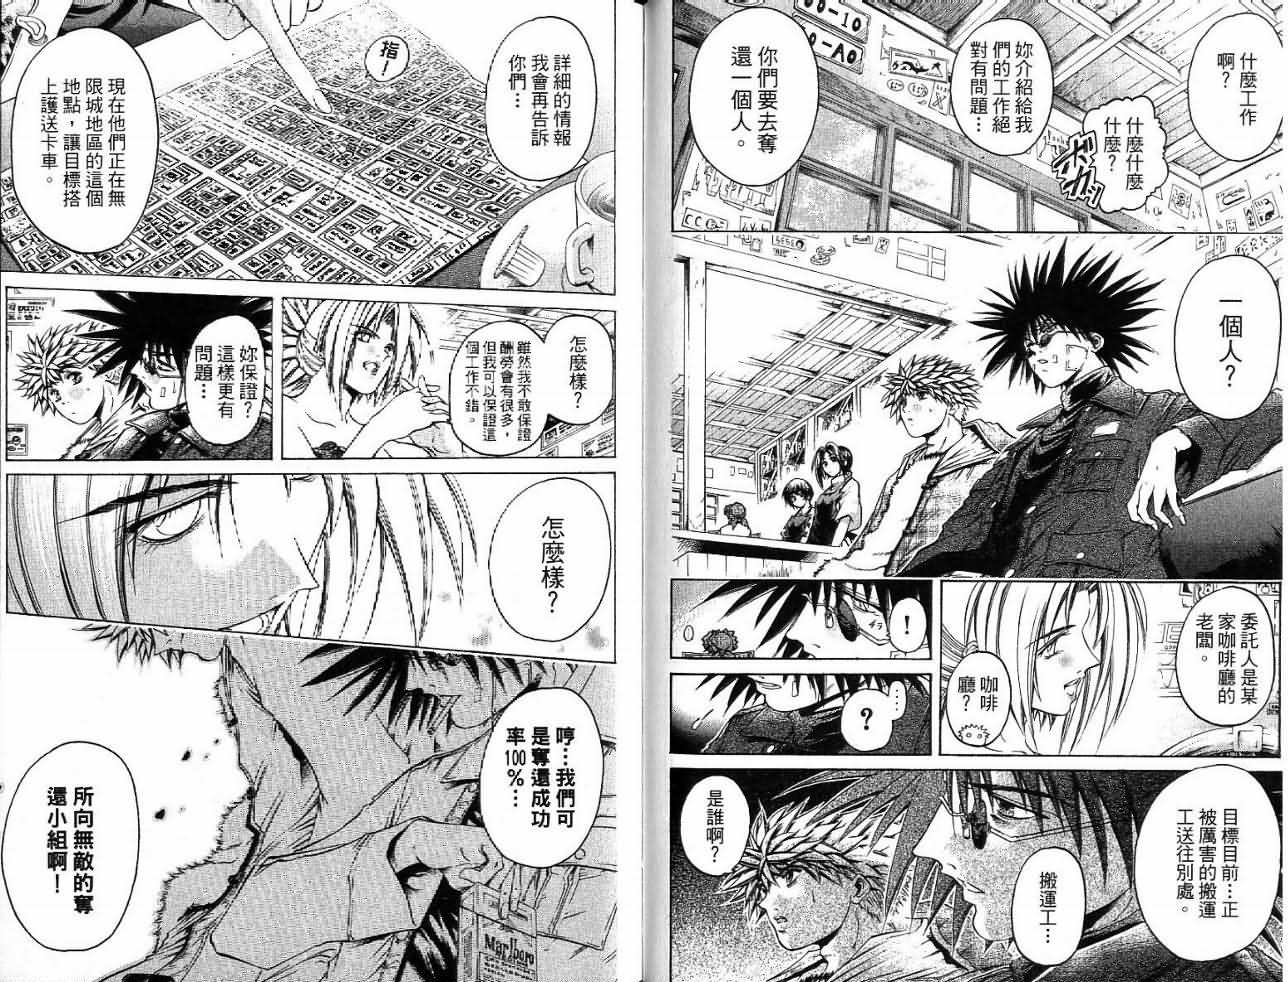 什麼工作
啊？
什麼什麼
什麼？
ボカッ
妳介紹給我
們的工作絕
對有問題…
你們要去奪
還一個人。
一個人？
委託人是某
家咖啡廳的
老闆。
咖啡
廳？
！
…
？
目標目前…正
被厲害的搬運
工送往別處。
搬運工…
是誰啊？
詳細的情報
我會再告訴
你們…
指！
現在他們正在無
限城地區的這個
地點，讓目標搭
上護送卡車。
怎麼樣？
雖然我不敢保證
酬勞會有很多，
但我可以保證這
個工作不錯。
妳保證？
這樣更有
問題…
怎麼樣？
哼…我們可
是奪還成功
率100%…
Marlboro
所向無敵的奪
還小組啊！